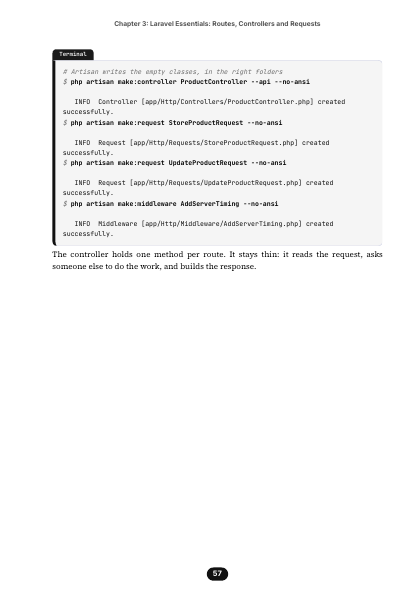 Chapter 3: Laravel Essentials: Routes, Controllers and Requests
Terminal
# Artisan writes the empty classes, in the right folders
$ php artisan make:controller ProductController --api --no-ansi
INFO  Controller [app/Http/Controllers/ProductController.php] created
successfully.
$ php artisan make:request StoreProductRequest --no-ansi
INFO  Request [app/Http/Requests/StoreProductRequest.php] created
successfully.
$ php artisan make:request UpdateProductRequest --no-ansi
INFO  Request [app/Http/Requests/UpdateProductRequest.php] created
successfully.
$ php artisan make:middleware AddServerTiming --no-ansi
INFO  Middleware [app/Http/Middleware/AddServerTiming.php] created
successfully.
The controller holds one method per route. It stays thin: it reads the request, asks
someone else to do the work, and builds the response.
57